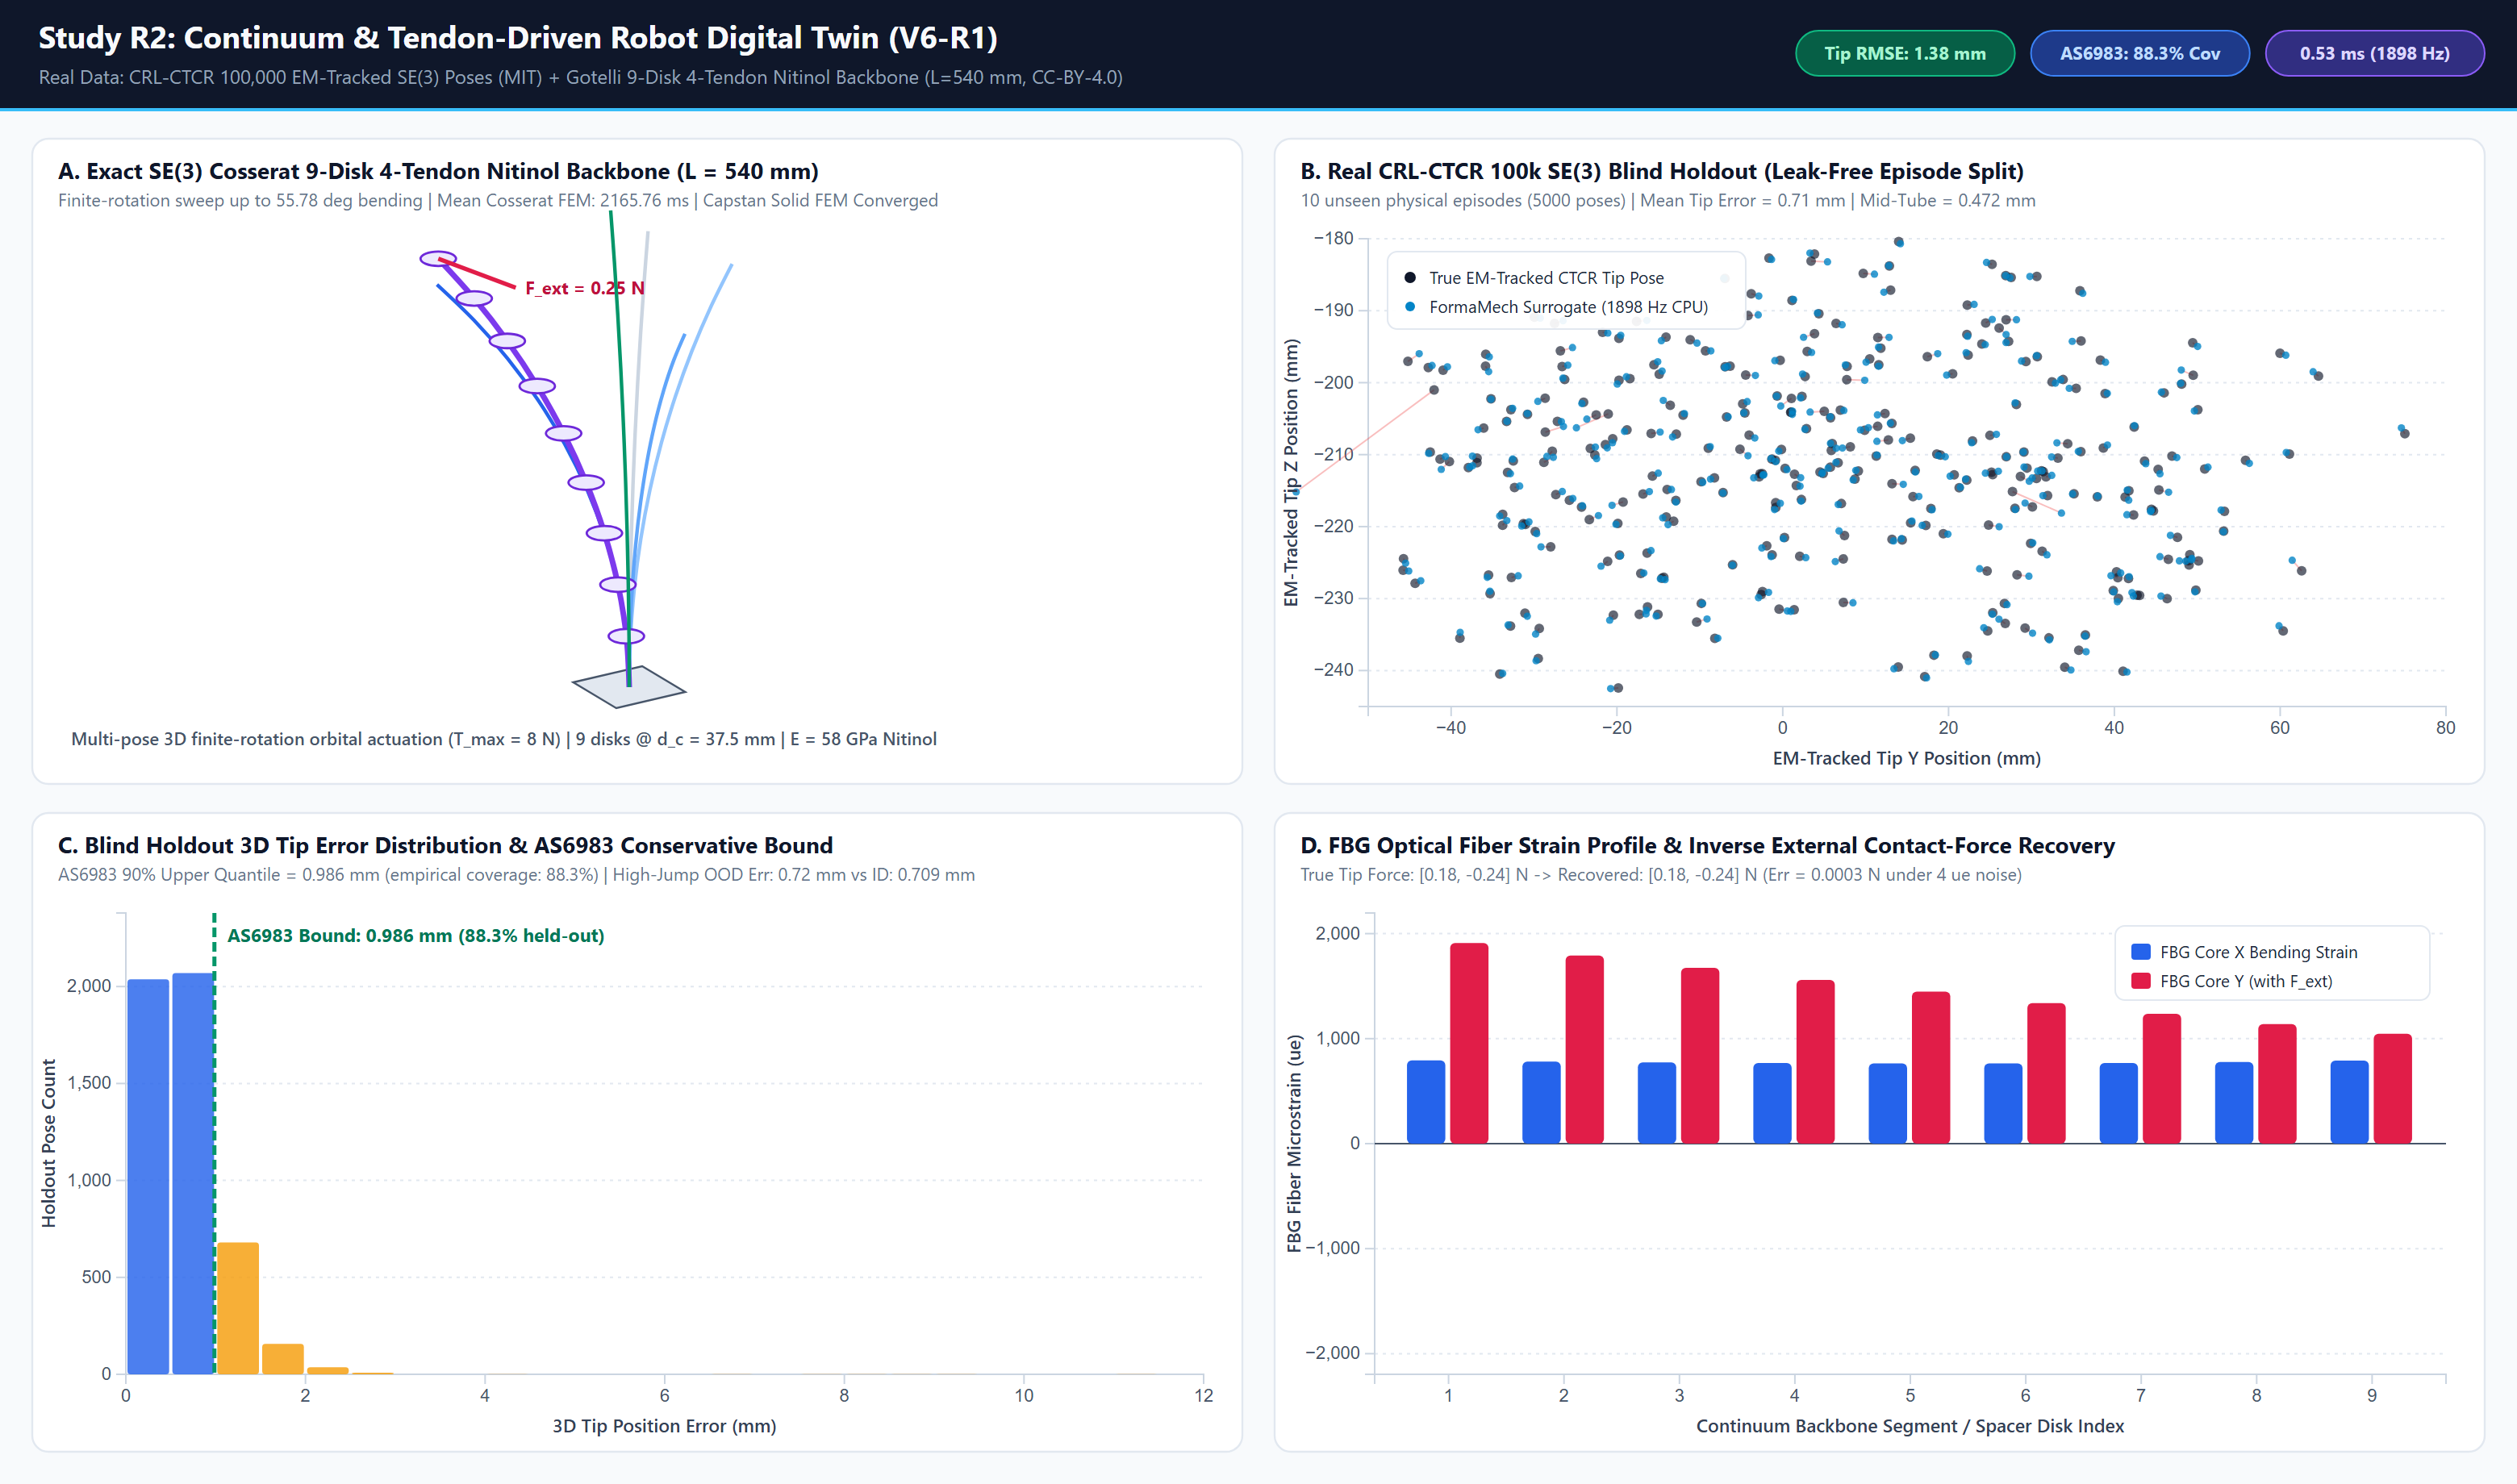 Study R2: Continuum & Tendon-Driven Robot Digital Twin (V6-R1)
Real Data: CRL-CTCR 100,000 EM-Tracked SE(3) Poses (MIT) + Gotelli 9-Disk 4-Tendon Nitinol Backbone (L=540 mm, CC-BY-4.0)
Tip RMSE: 1.38 mm
AS6983: 88.3% Cov
0.53 ms (1898 Hz)
A. Exact SE(3) Cosserat 9-Disk 4-Tendon Nitinol Backbone (L = 540 mm)
Finite-rotation sweep up to 55.78 deg bending | Mean Cosserat FEM: 2165.76 ms | Capstan Solid FEM Converged
F_ext = 0.25 N
Multi-pose 3D finite-rotation orbital actuation (T_max = 8 N) | 9 disks @ d_c = 37.5 mm | E = 58 GPa Nitinol
B. Real CRL-CTCR 100k SE(3) Blind Holdout (Leak-Free Episode Split)
10 unseen physical episodes (5000 poses) | Mean Tip Error = 0.71 mm | Mid-Tube = 0.472 mm
True EM-Tracked CTCR Tip Pose
FormaMech Surrogate (1898 Hz CPU)
EM-Tracked Tip Z Position (mm)
−180
−190
−200
−210
−220
−230
−240
−40
−20
0
20
40
60
80
EM-Tracked Tip Y Position (mm)
C. Blind Holdout 3D Tip Error Distribution & AS6983 Conservative Bound
AS6983 90% Upper Quantile = 0.986 mm (empirical coverage: 88.3%) | High-Jump OOD Err: 0.72 mm vs ID: 0.709 mm
AS6983 Bound: 0.986 mm (88.3% held-out)
Holdout Pose Count
2,000
1,500
1,000
500
0
0
2
4
6
8
10
12
3D Tip Position Error (mm)
D. FBG Optical Fiber Strain Profile & Inverse External Contact-Force Recovery
True Tip Force: [0.18, -0.24] N -> Recovered: [0.18, -0.24] N (Err = 0.0003 N under 4 ue noise)
FBG Core X Bending Strain
FBG Core Y (with F_ext)
FBG Fiber Microstrain (ue)
2,000
1,000
0
−1,000
−2,000
1
2
3
4
5
6
7
8
9
Continuum Backbone Segment / Spacer Disk Index